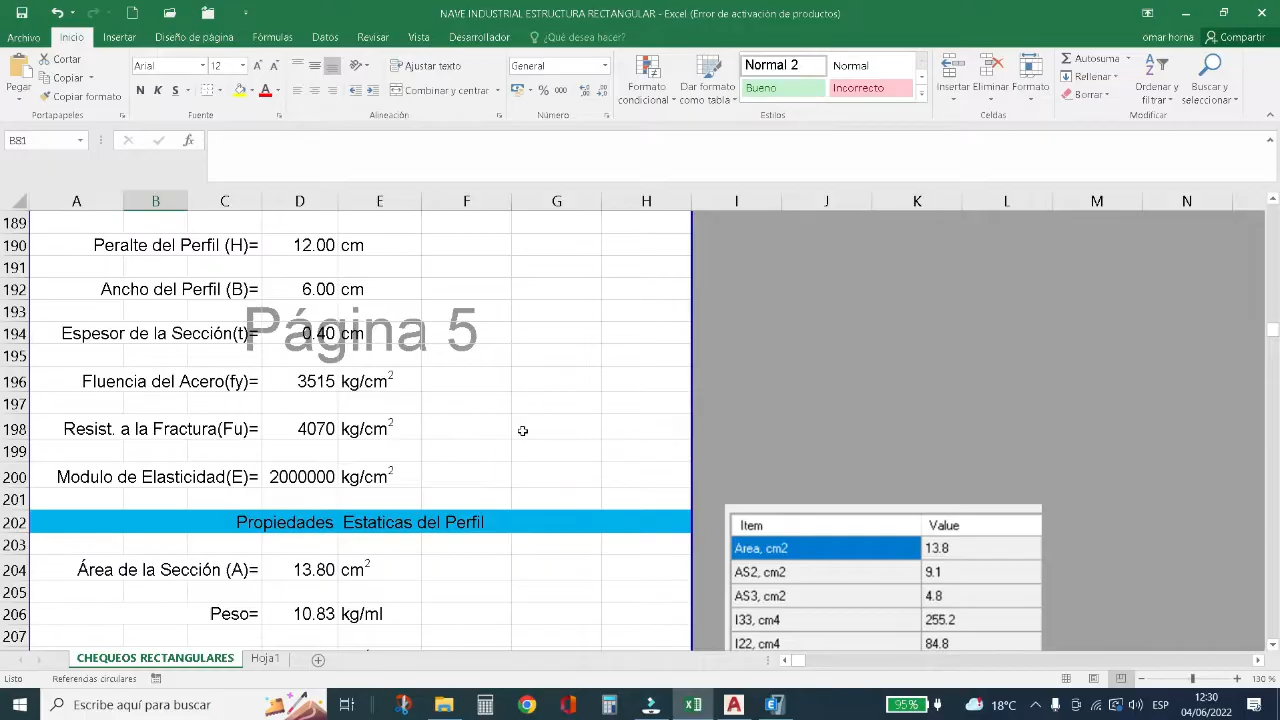 NAVE INDUSTRIAL ESTRUCTURA RECTANGULAR - Excel (Error de activación de productos)
Archivo Inicio Insertar Diseño de página Fórmulas Datos Revisar Vista Desarrollador ¿Qué desea hacer? omar horna Compartir
Pegar
Cortar
Copiar
Copiar formato
Portapapeles
Arial 12
N K S
Fuente
Ajustar texto
Combinar y centrar
Alineación
General
% 000
Número
Formato condicional
Dar formato como tabla
Normal 2 Normal
Bueno Incorrecto
Estilos
Insertar Eliminar Formato
Celdas
Autosuma
Rellenar
Borrar
Ordenar y filtrar
Buscar y seleccionar
Modificar
B81 fx
A B C D E F G H I J K L M N
189
190 Peralte del Perfil (H)= 12.00 cm
191
192 Ancho del Perfil (B)= 6.00 cm
193
Página 5
194 Espesor de la Sección(t)= 0.40 cm
195
196 Fluencia del Acero(fy)= 3515 kg/cm2
197
198 Resist. a la Fractura(Fu)= 4070 kg/cm2
199
200 Modulo de Elasticidad(E)= 2000000 kg/cm2
201
202 Propiedades Estaticas del Perfil
203
204 Área de la Sección (A)= 13.80 cm2
205
206 Peso= 10.83 kg/ml
207
Item Value
Area, cm2 13.8
AS2, cm2 9.1
AS3, cm2 4.8
I33, cm4 255.2
I22, cm4 84.8
CHEQUEOS RECTANGULARES Hoja1
Listo Referencias circulares 130 %
Escribe aquí para buscar
95% 18°C ESP
12:30
04/06/2022